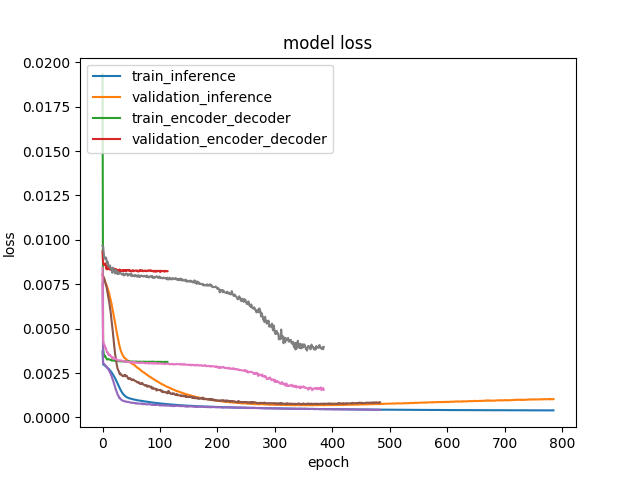 model loss
train_inference
validation_inference
train_encoder_decoder
validation_encoder_decoder
0.0200
0.0175
0.0150
0.0125
0.0100
0.0075
0.0050
0.0025
0.0000
loss
0 100 200 300 400 500 600 700 800
epoch